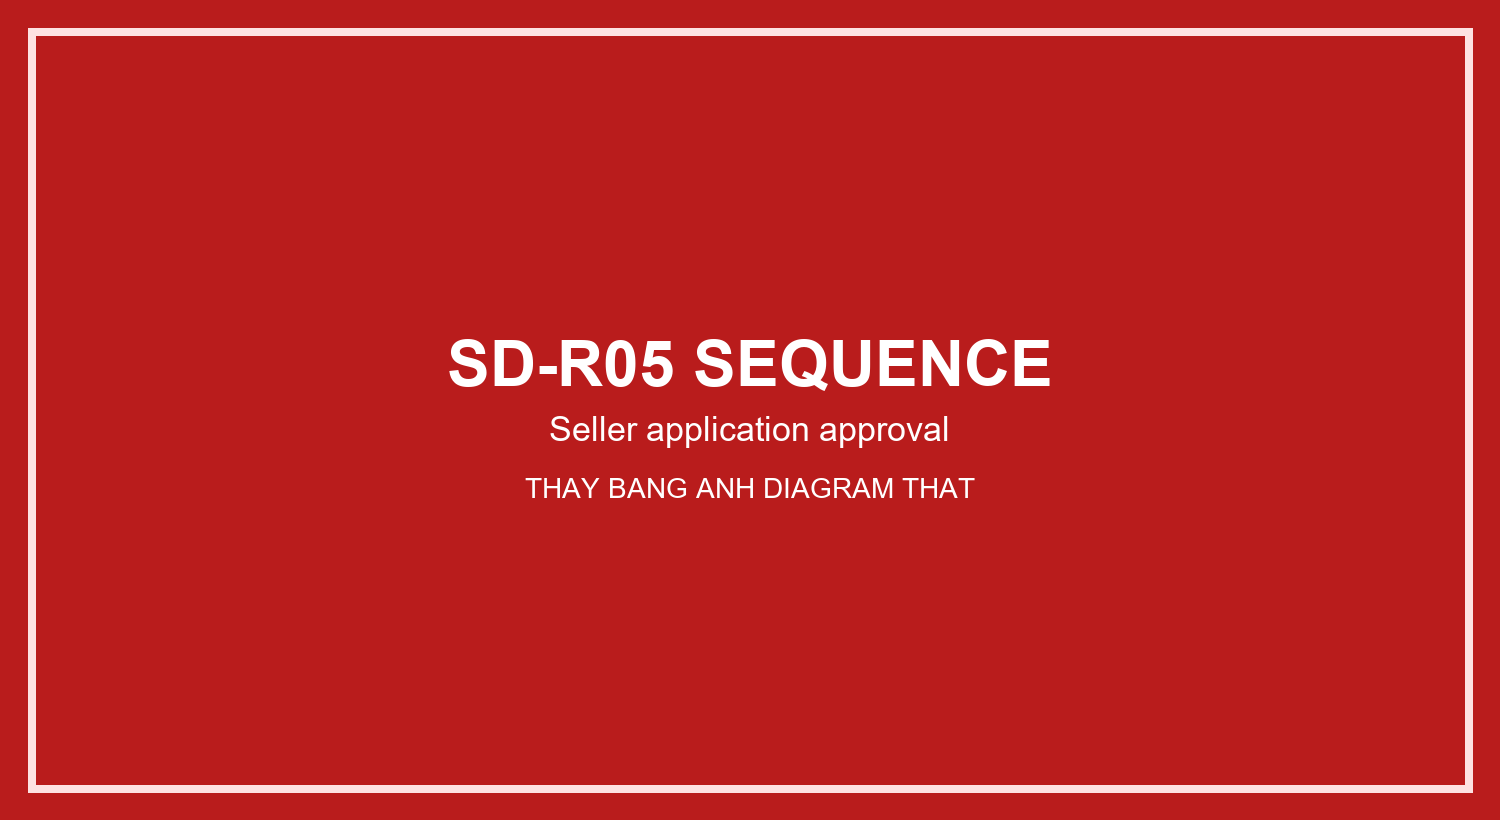 SD-R05 SEQUENCE
Seller application approval
THAY BANG ANH DIAGRAM THAT